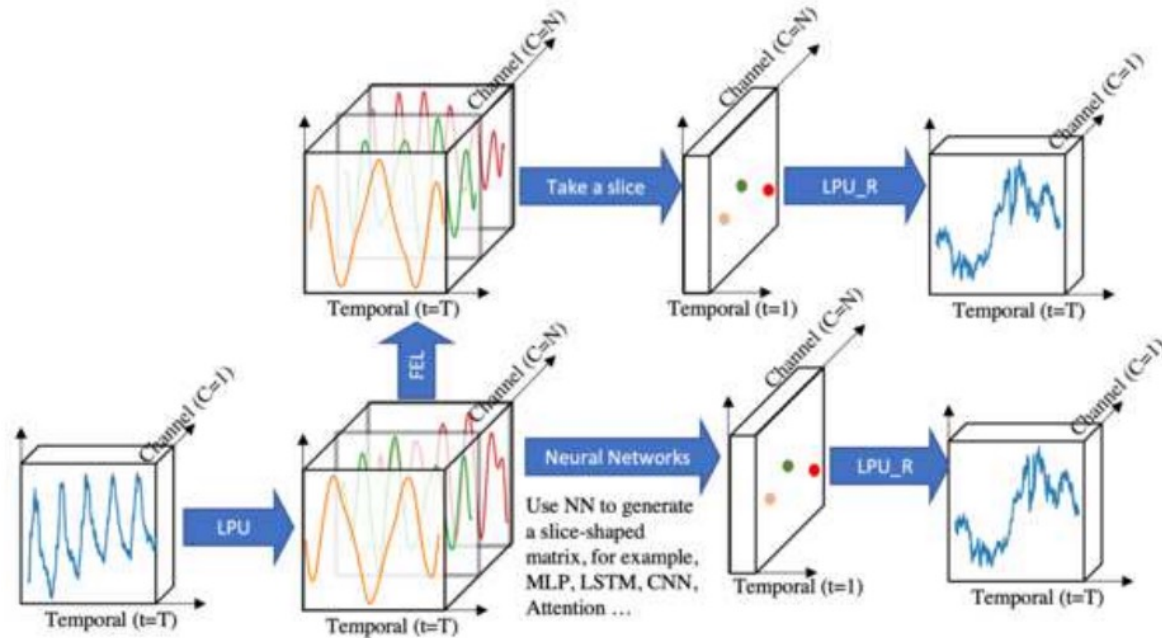 Channel (C=N)
Channel (C=N)
Channel (C=1)
Take a slice
LPU_R
Temporal (t=T)
Temporal (t=1)
Temporal (t=T)
FEL
Channel (C=N)
Channel (C=N)
Channel (C=1)
Channel (C=1)
LPU
Neural Networks
LPU_R
Use NN to generate
a slice-shaped
matrix, for example,
MLP, LSTM, CNN,
Attention …
Temporal (t=T)
Temporal (t=T)
Temporal (t=1)
Temporal (t=T)